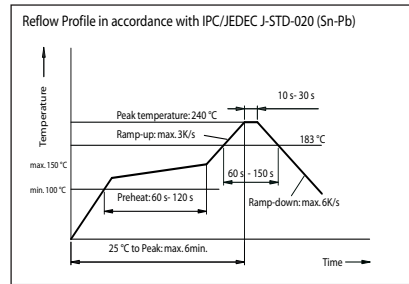 Reflow Profile in accordance with IPC/JEDEC J-STD-020 (Sn-Pb)
Temperature
10 s- 30 s
Peak temperature: 240 °C
Ramp-up: max. 3K/s
183 °C
max. 150 °C
60 s- 150 s
min. 100 °C
Preheat: 60 s- 120 s
Ramp-down: max. 6K/s
25 °C to Peak: max. 6min.
Time